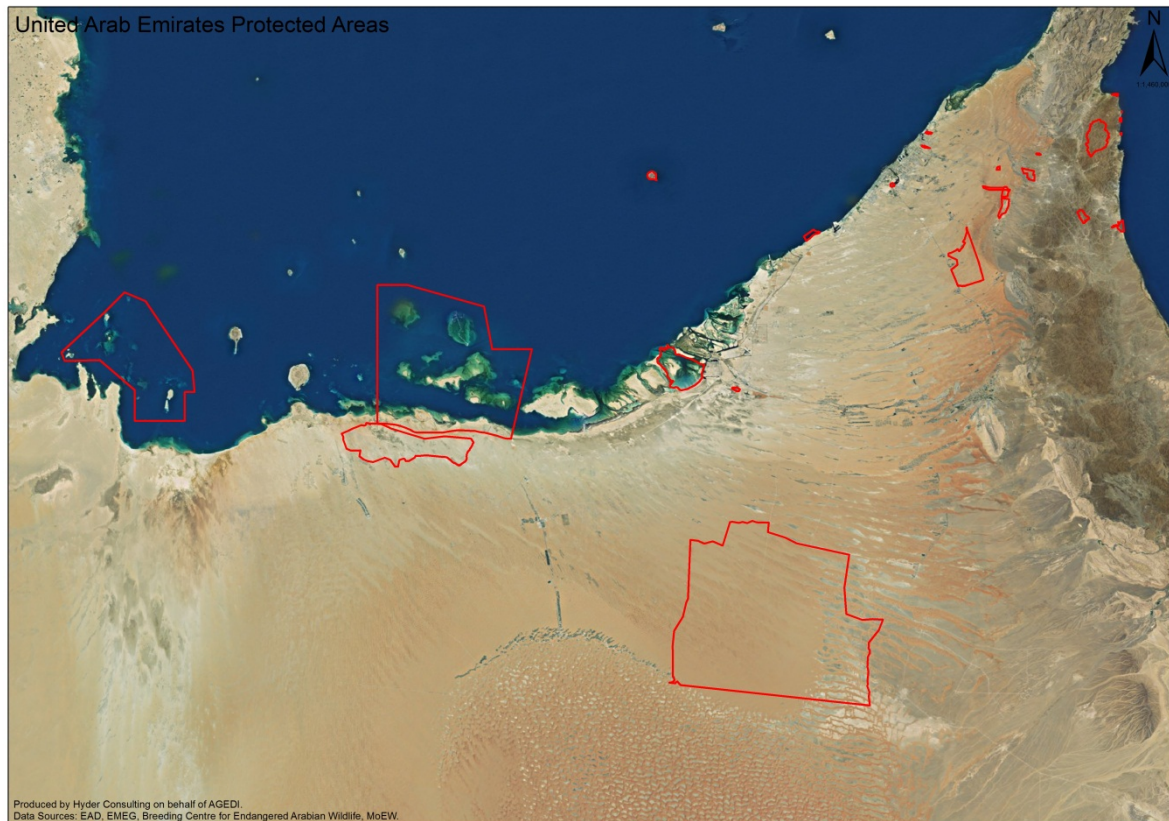 United Arab Emirates Protected Areas
N
Produced by Hyder Consulting on behalf of AGEDI.
Data Sources: EAD, EMEG, Breeding Centre for Endangered Arabian Wildlife, MoEW.